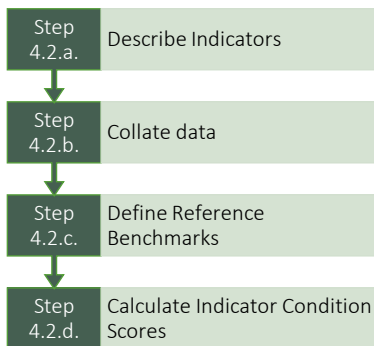 Step
4.2.a.
Describe Indicators
Step
4.2.b.
Collate data
Step
4.2.c.
Define Reference
Benchmarks
Step
4.2.d.
Calculate Indicator Condition
Scores